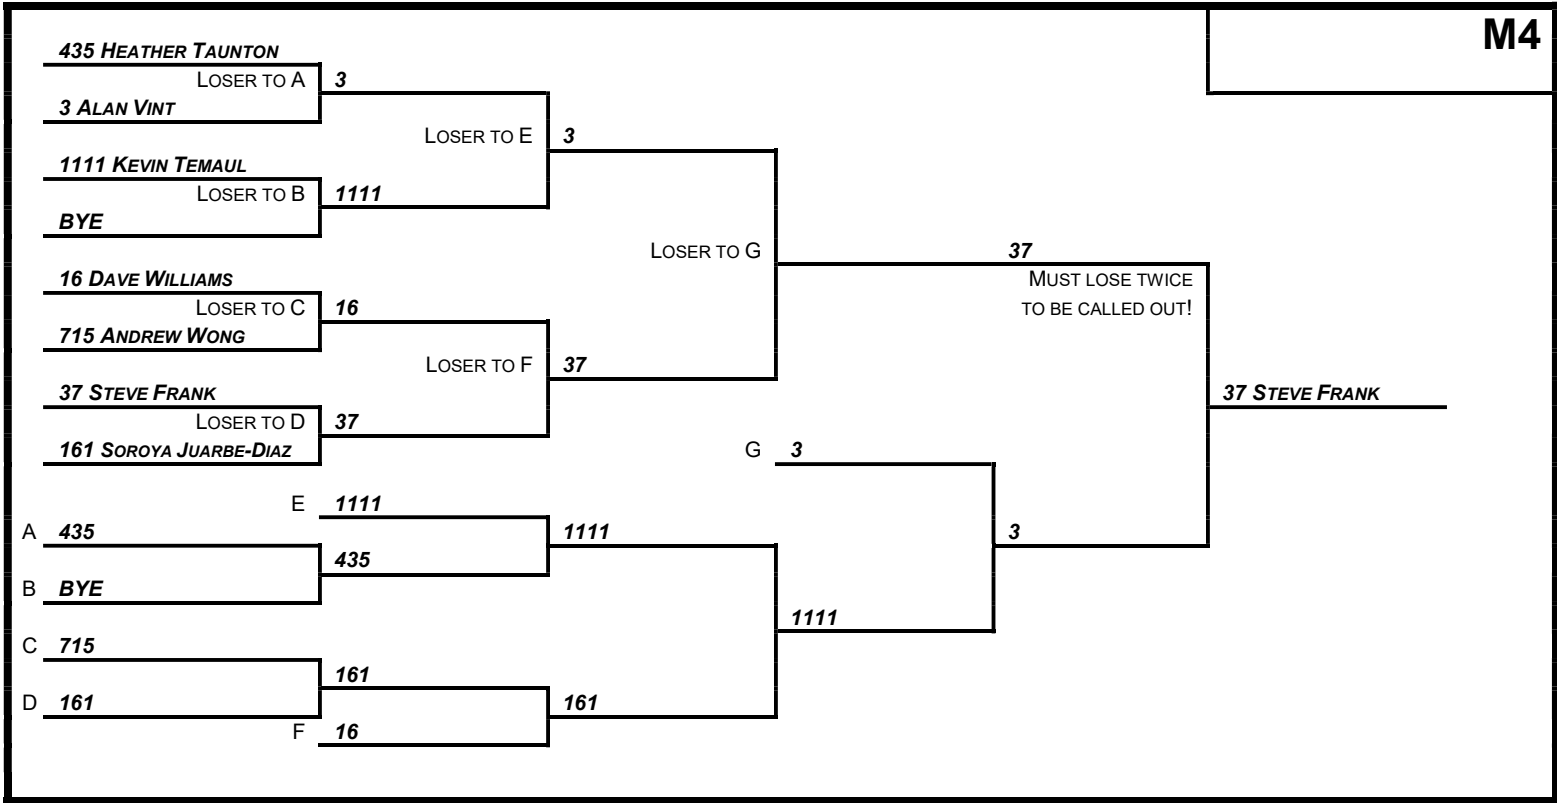 M4
435 HEATHER TAUNTON
LOSER TO A
3
3 ALAN VINT
LOSER TO E
3
1111 KEVIN TEMAUL
LOSER TO B
1111
BYE
LOSER TO G
37
16 DAVE WILLIAMS
MUST LOSE TWICE
LOSER TO C
16
TO BE CALLED OUT!
715 ANDREW WONG
LOSER TO F
37
37 STEVE FRANK
37 STEVE FRANK
LOSER TO D
37
161 SOROYA JUARBE-DIAZ
G
3
E
1111
A
435
1111
3
435
B
BYE
1111
C
715
161
D
161
161
F
16